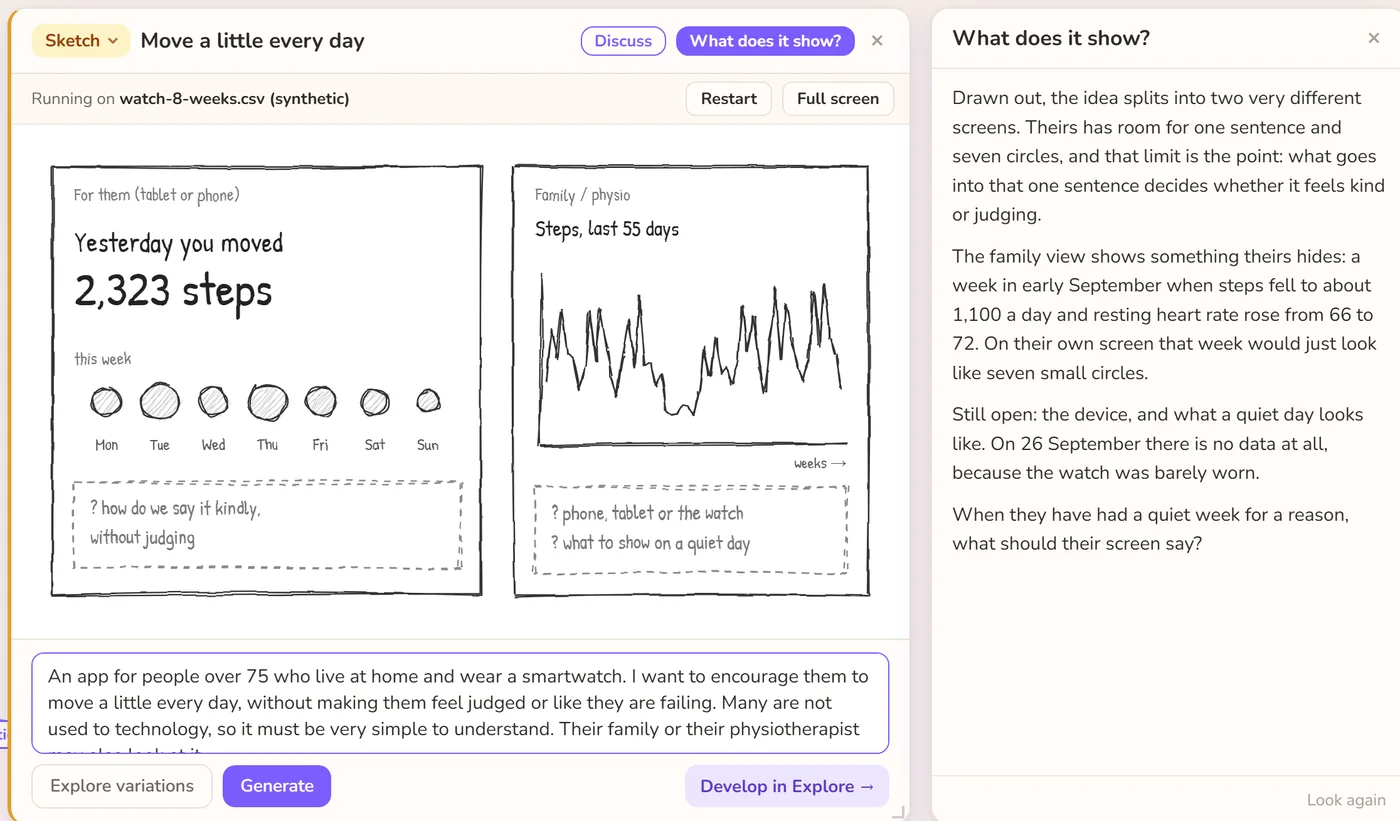 Sketch
Move a little every day
Discuss
What does it show?
Running on watch-8-weeks.csv (synthetic)
Restart
Full screen
For them (tablet or phone)
Yesterday you moved
2,323 steps
this week
Mon Tue Wed Thu Fri Sat Sun
? how do we say it kindly,
without judging
Family / physio
Steps, last 55 days
weeks →
? phone, tablet or the watch
? what to show on a quiet day
An app for people over 75 who live at home and wear a smartwatch. I want to encourage them to
move a little every day, without making them feel judged or like they are failing. Many are not
used to technology, so it must be very simple to understand. Their family or their physiotherapist
Explore variations
Generate
Develop in Explore →
What does it show?
Drawn out, the idea splits into two very different
screens. Theirs has room for one sentence and
seven circles, and that limit is the point: what goes
into that one sentence decides whether it feels kind
or judging.
The family view shows something theirs hides: a
week in early September when steps fell to about
1,100 a day and resting heart rate rose from 66 to
72. On their own screen that week would just look
like seven small circles.
Still open: the device, and what a quiet day looks
like. On 26 September there is no data at all,
because the watch was barely worn.
When they have had a quiet week for a reason,
what should their screen say?
Look again